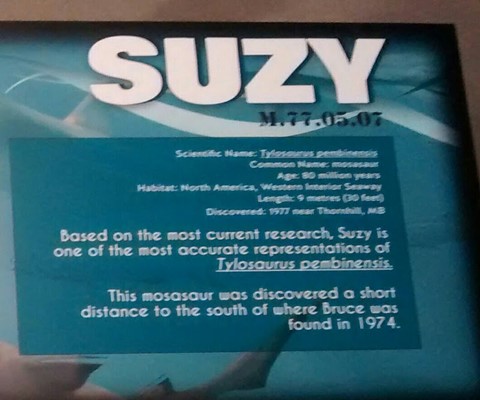 SUZY
M.77.05.07
Scientific Name: Tylosaurus pembinensis
Common Name: mosasaur
Age: 80 million years
Habitat: North America, Western Interior Seaway
Length: 9 metres (30 feet)
Discovered: 1977 near Thornhill, MB
Based on the most current research, Suzy is
one of the most accurate representations of
Tylosaurus pembinensis.
This mosasaur was discovered a short
distance to the south of where Bruce was
found in 1974.